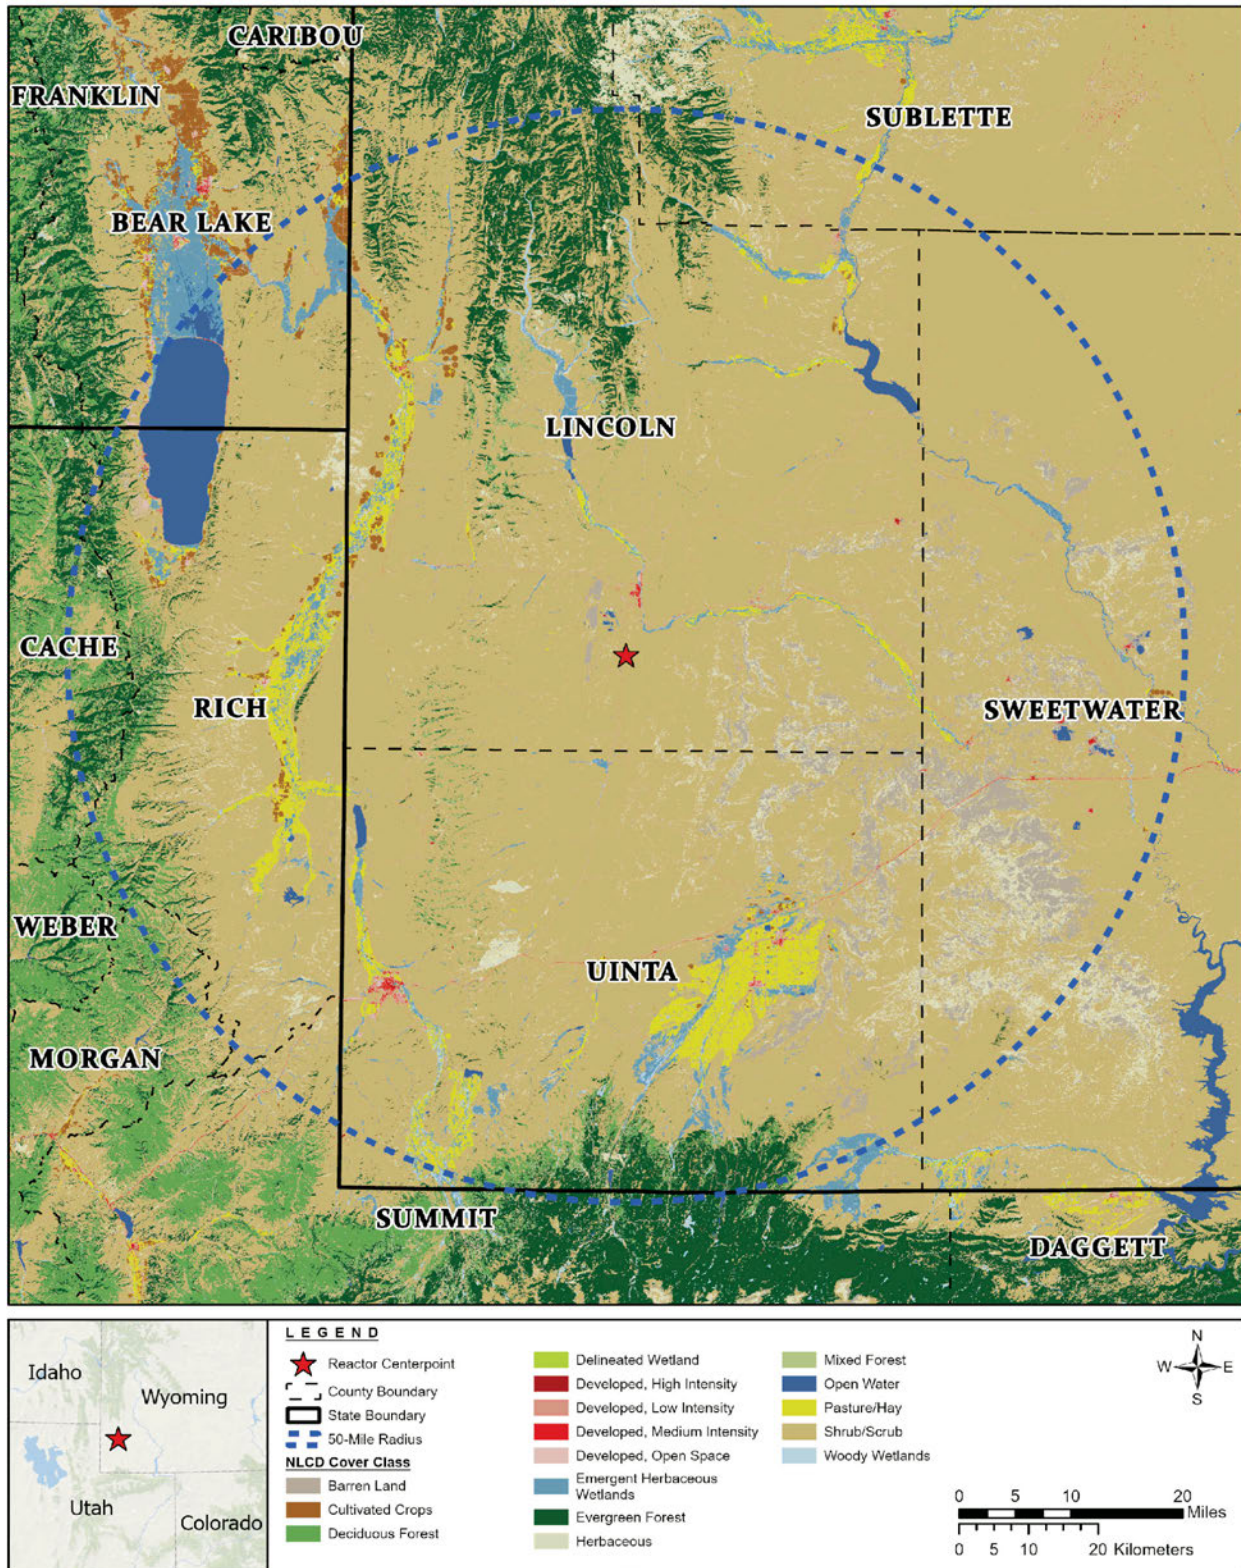 CARIBOU
FRANKLIN
SUBLETTE
BEAR LAKE
LINCOLN
CACHE
RICH
SWEETWATER
WEBER
UINTA
MORGAN
SUMMIT
DAGGETT
Idaho
Wyoming
Utah
Colorado
LEGEND
Reactor Centerpoint
County Boundary
State Boundary
50-Mile Radius
NLCD Cover Class
Barren Land
Cultivated Crops
Deciduous Forest
Delineated Wetland
Developed, High Intensity
Developed, Low Intensity
Developed, Medium Intensity
Developed, Open Space
Emergent Herbaceous
Wetlands
Evergreen Forest
Herbaceous
Mixed Forest
Open Water
Pasture/Hay
Shrub/Scrub
Woody Wetlands
N
W E
S
0 5 10 20
Miles
0 5 10 20 Kilometers